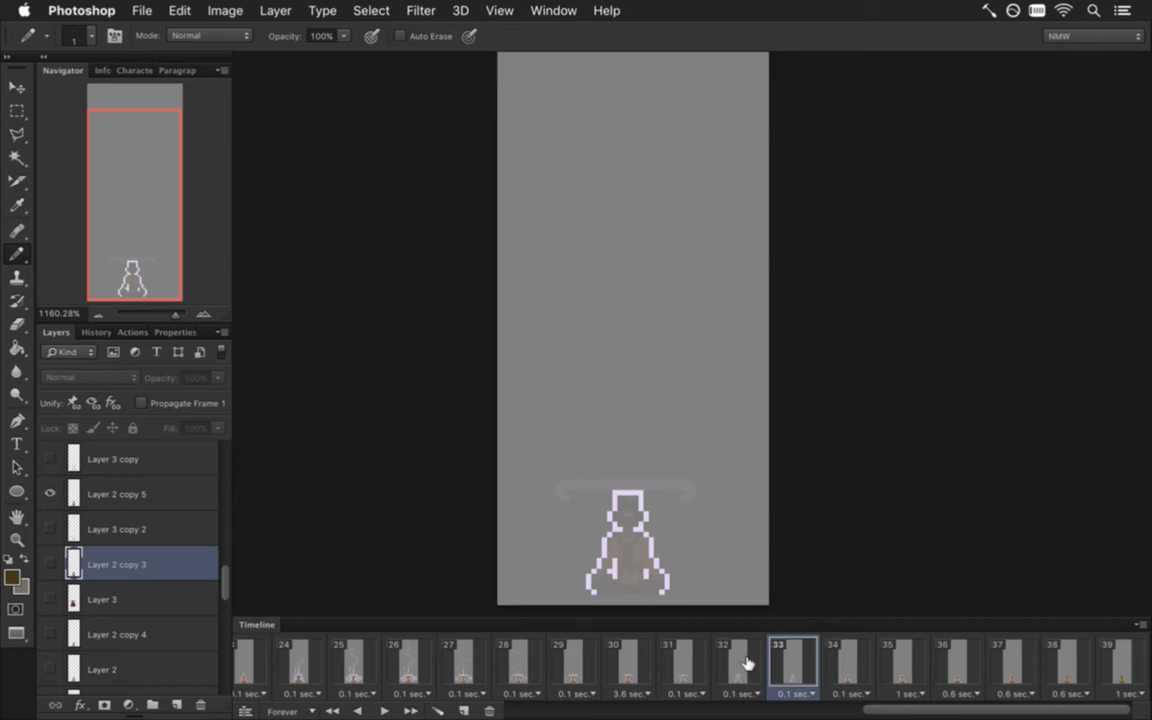 Photoshop File Edit Image Layer Type Select Filter 3D View Window Help
1 Mode: Normal Opacity: 100% Auto Erase NMW
Navigator Info Characte Paragrap
1160.28%
Layers History Actions Properties
Kind T
Normal Opacity: 100%
Unify: Propagate Frame 1
Lock: Fill: 100%
Layer 3 copy
Layer 2 copy 5
Layer 3 copy 2
Layer 2 copy 3
Layer 3
Layer 2 copy 4
Layer 2
Timeline
24 25 26 27 28 29 30 31 32 33 34 35 36 37 38 39
0.1 sec. 0.1 sec. 0.1 sec. 0.1 sec. 0.1 sec. 0.1 sec. 0.1 sec. 3.6 sec. 0.1 sec. 0.1 sec. 0.1 sec. 0.1 sec. 1 sec. 0.6 sec. 0.6 sec. 0.6 sec. 1 sec.
Forever